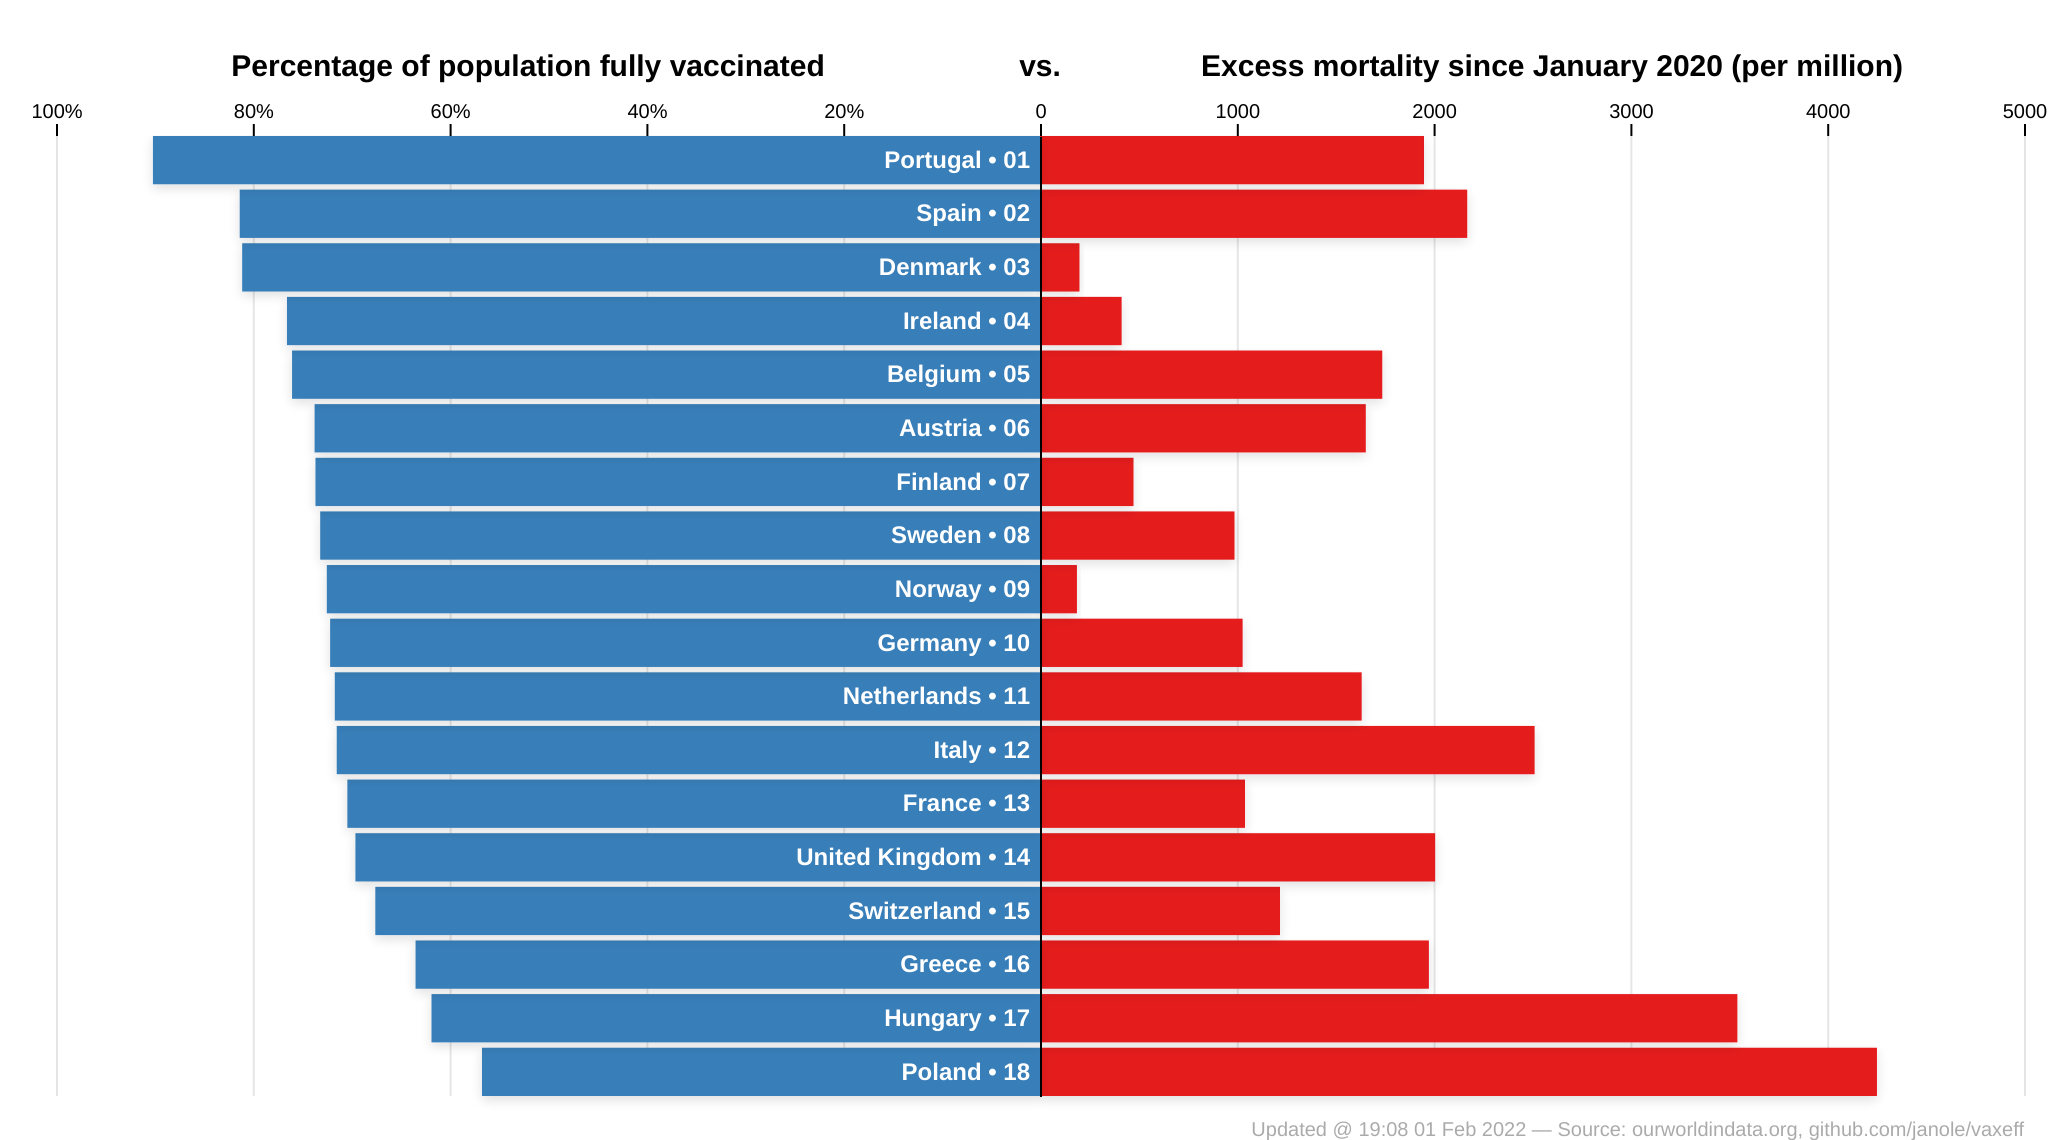 Percentage of population fully vaccinated vs. Excess mortality since January 2020 (per million)
100% 80% 60% 40% 20% 0 1000 2000 3000 4000 5000
Portugal • 01
Spain • 02
Denmark • 03
Ireland • 04
Belgium • 05
Austria • 06
Finland • 07
Sweden • 08
Norway • 09
Germany • 10
Netherlands • 11
Italy • 12
France • 13
United Kingdom • 14
Switzerland • 15
Greece • 16
Hungary • 17
Poland • 18
Updated @ 19:08 01 Feb 2022 — Source: ourworldindata.org, github.com/janole/vaxeff